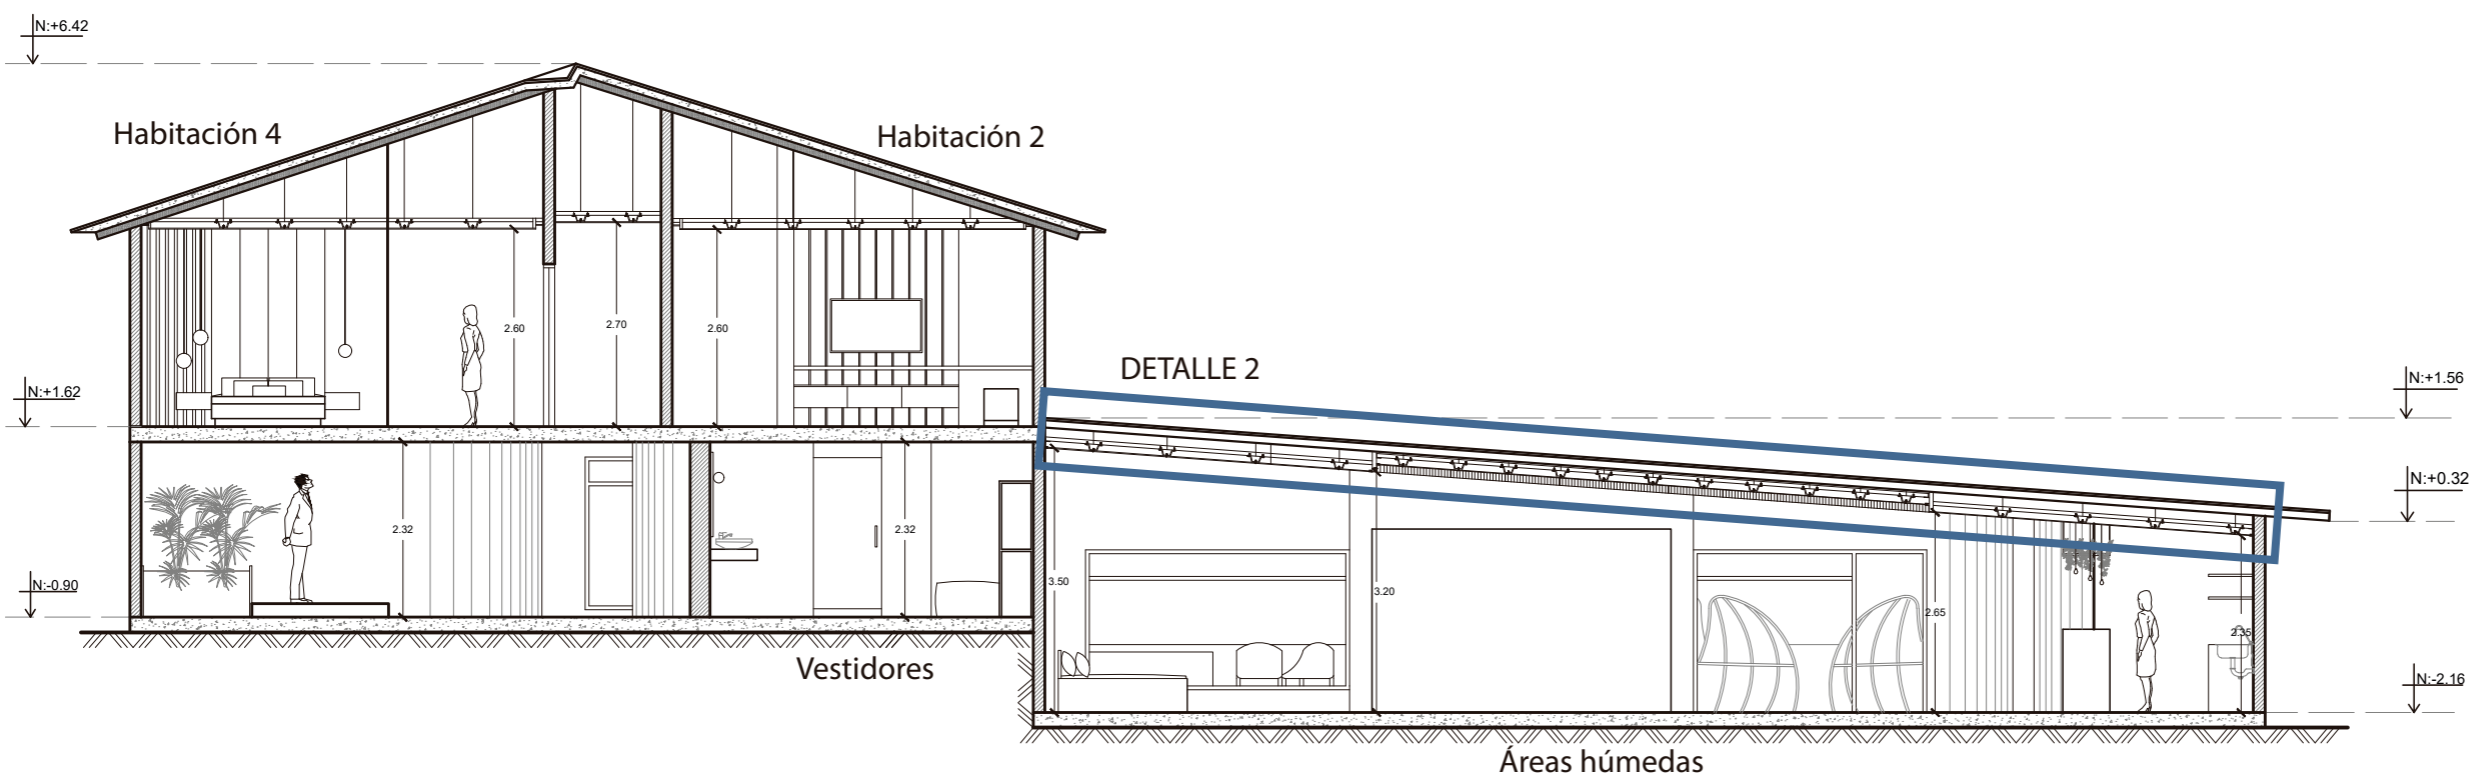 N:+6.42
Habitación 4
Habitación 2
2.60
2.70
2.60
DETALLE 2
N:+1.62
N:+1.56
N:+0.32
2.32
2.32
N:-0.90
3.50
3.20
2.65
2.35
Vestidores
N:-2.16
Áreas húmedas